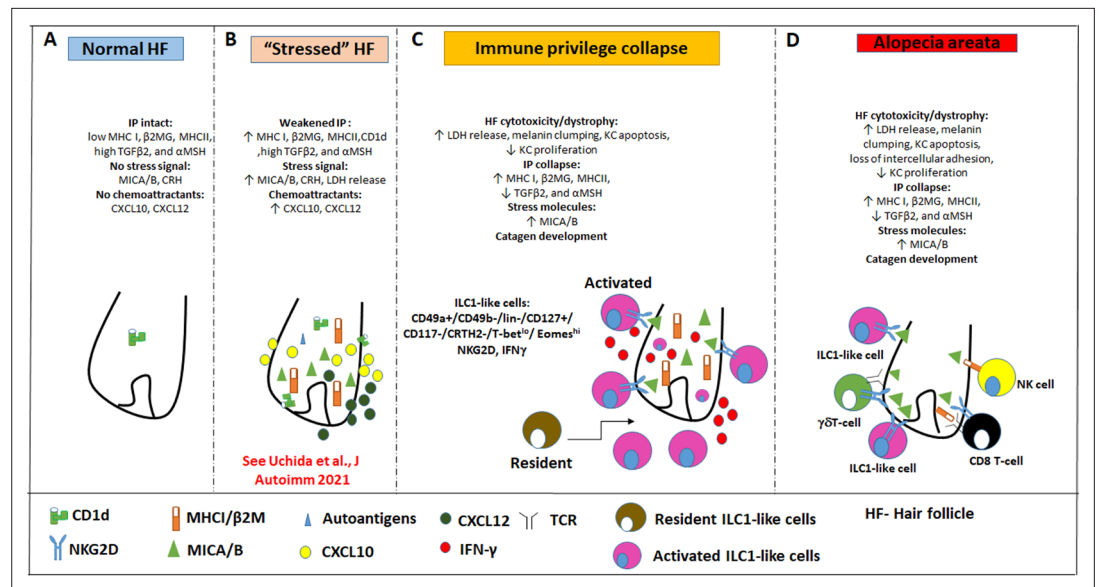 A
Normal HF
IP intact:
low MHC I, β2MG, MHCII,
high TGFβ2, and αMSH
No stress signal:
MICA/B, CRH
No chemoattractants:
CXCL10, CXCL12
B
“Stressed” HF
Weakened IP:
↑ MHC I, β2MG, MHCII,CD1d
,high TGFβ2, and αMSH
Stress signal:
↑ MICA/B, CRH, LDH release
Chemoattractants:
↑ CXCL10, CXCL12
See Uchida et al., J
Autoimm 2021
C
Immune privilege collapse
HF cytotoxicity/dystrophy:
↑ LDH release, melanin clumping, KC apoptosis,
↓ KC proliferation
IP collapse:
↑ MHC I, β2MG, MHCII,
↓ TGFβ2, and αMSH
Stress molecules:
↑ MICA/B
Catagen development
ILC1-like cells:
CD49a+/CD49b-/lin-/CD127+/
CD117-/CRTH2-/T-betlo/ Eomeshi
NKG2D, IFNγ
Activated
Resident
D
Alopecia areata
HF cytotoxicity/dystrophy:
↑ LDH release, melanin
clumping, KC apoptosis,
loss of intercellular adhesion,
↓ KC proliferation
IP collapse:
↑ MHC I, β2MG, MHCII,
↓ TGFβ2, and αMSH
Stress molecules:
↑ MICA/B
Catagen development
ILC1-like cell
NK cell
γδT-cell
ILC1-like cell
CD8 T-cell
CD1d
MHCI/β2M
Autoantigens
CXCL12
TCR
Resident ILC1-like cells
HF- Hair follicle
NKG2D
MICA/B
CXCL10
IFN-γ
Activated ILC1-like cells